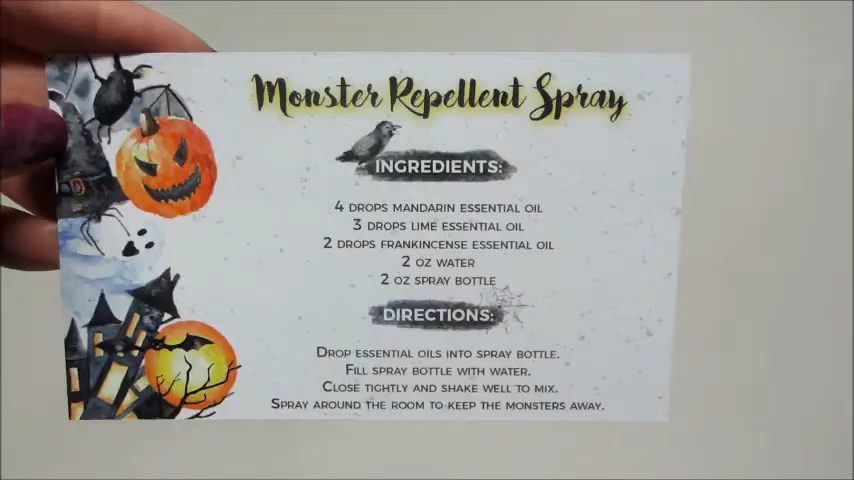 Monster Repellent Spray
INGREDIENTS:
4 DROPS MANDARIN ESSENTIAL OIL
3 DROPS LIME ESSENTIAL OIL
2 DROPS FRANKINCENSE ESSENTIAL OIL
2 OZ WATER
2 OZ SPRAY BOTTLE
DIRECTIONS:
DROP ESSENTIAL OILS INTO SPRAY BOTTLE.
FILL SPRAY BOTTLE WITH WATER.
CLOSE TIGHTLY AND SHAKE WELL TO MIX.
SPRAY AROUND THE ROOM TO KEEP THE MONSTERS AWAY.